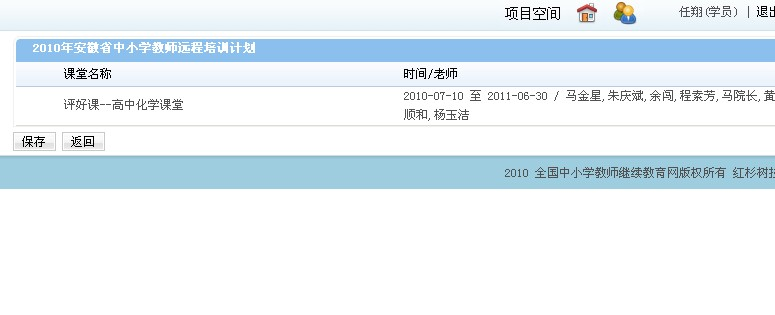 项目空间 任翔(学员) | 退出
2010年安徽省中小学教师远程培训计划
课堂名称 时间/老师
评好课--高中化学课堂 2010-07-10 至 2011-06-30 / 马金星,朱庆斌,余闯,程素芳,马院长,黄
顺和,杨玉洁
保存 返回
2010 全国中小学教师继续教育网版权所有 红杉树技